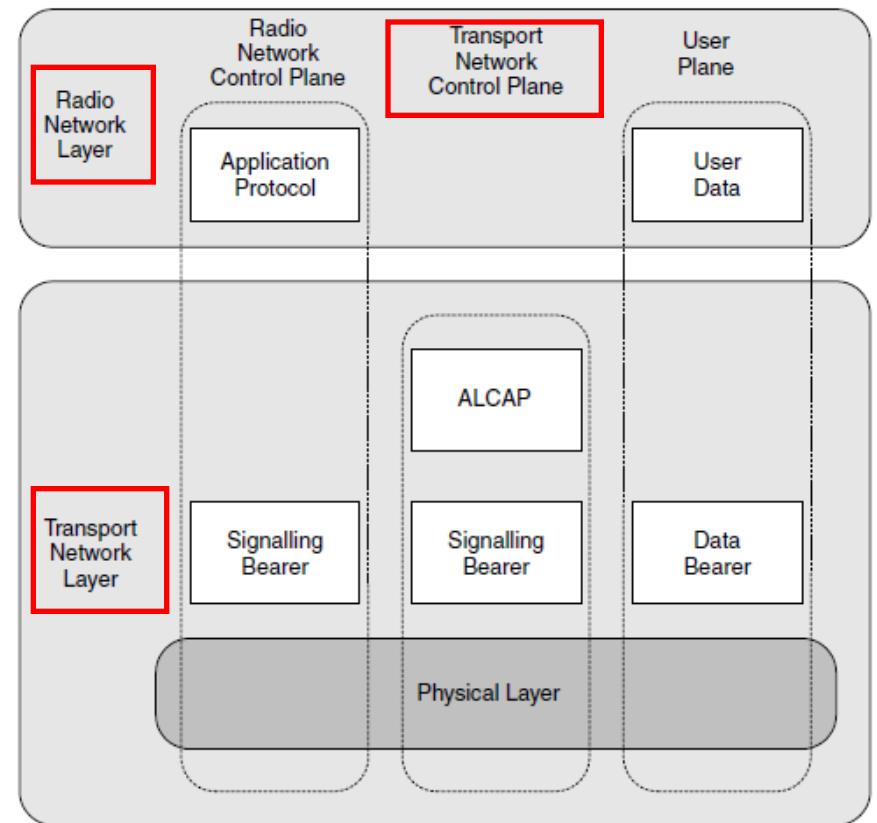 Radio
Network
Control Plane
Transport
Network
Control Plane
User
Plane
Radio
Network
Layer
Application
Protocol
User
Data
ALCAP
Transport
Network
Layer
Signalling
Bearer
Signalling
Bearer
Data
Bearer
Physical Layer